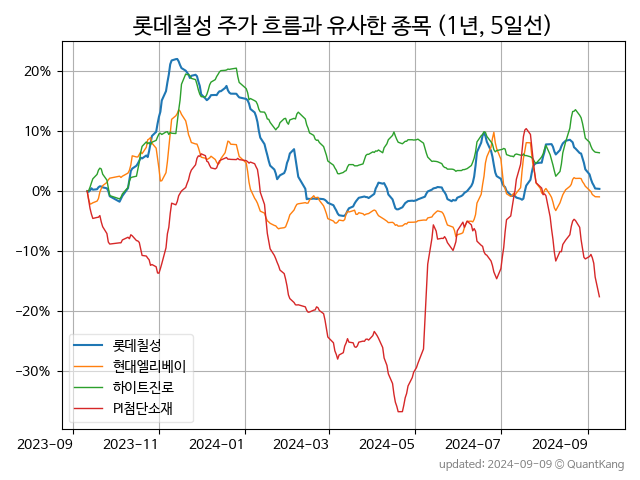 롯데칠성 주가 흐름과 유사한 종목 (1년, 5일선)
20%
10%
0%
−10%
−20%
−30%
롯데칠성
현대엘리베이
하이트진로
PI첨단소재
2023-09
2023-11
2024-01
2024-03
2024-05
2024-07
2024-09
updated: 2024-09-09 © QuantKang